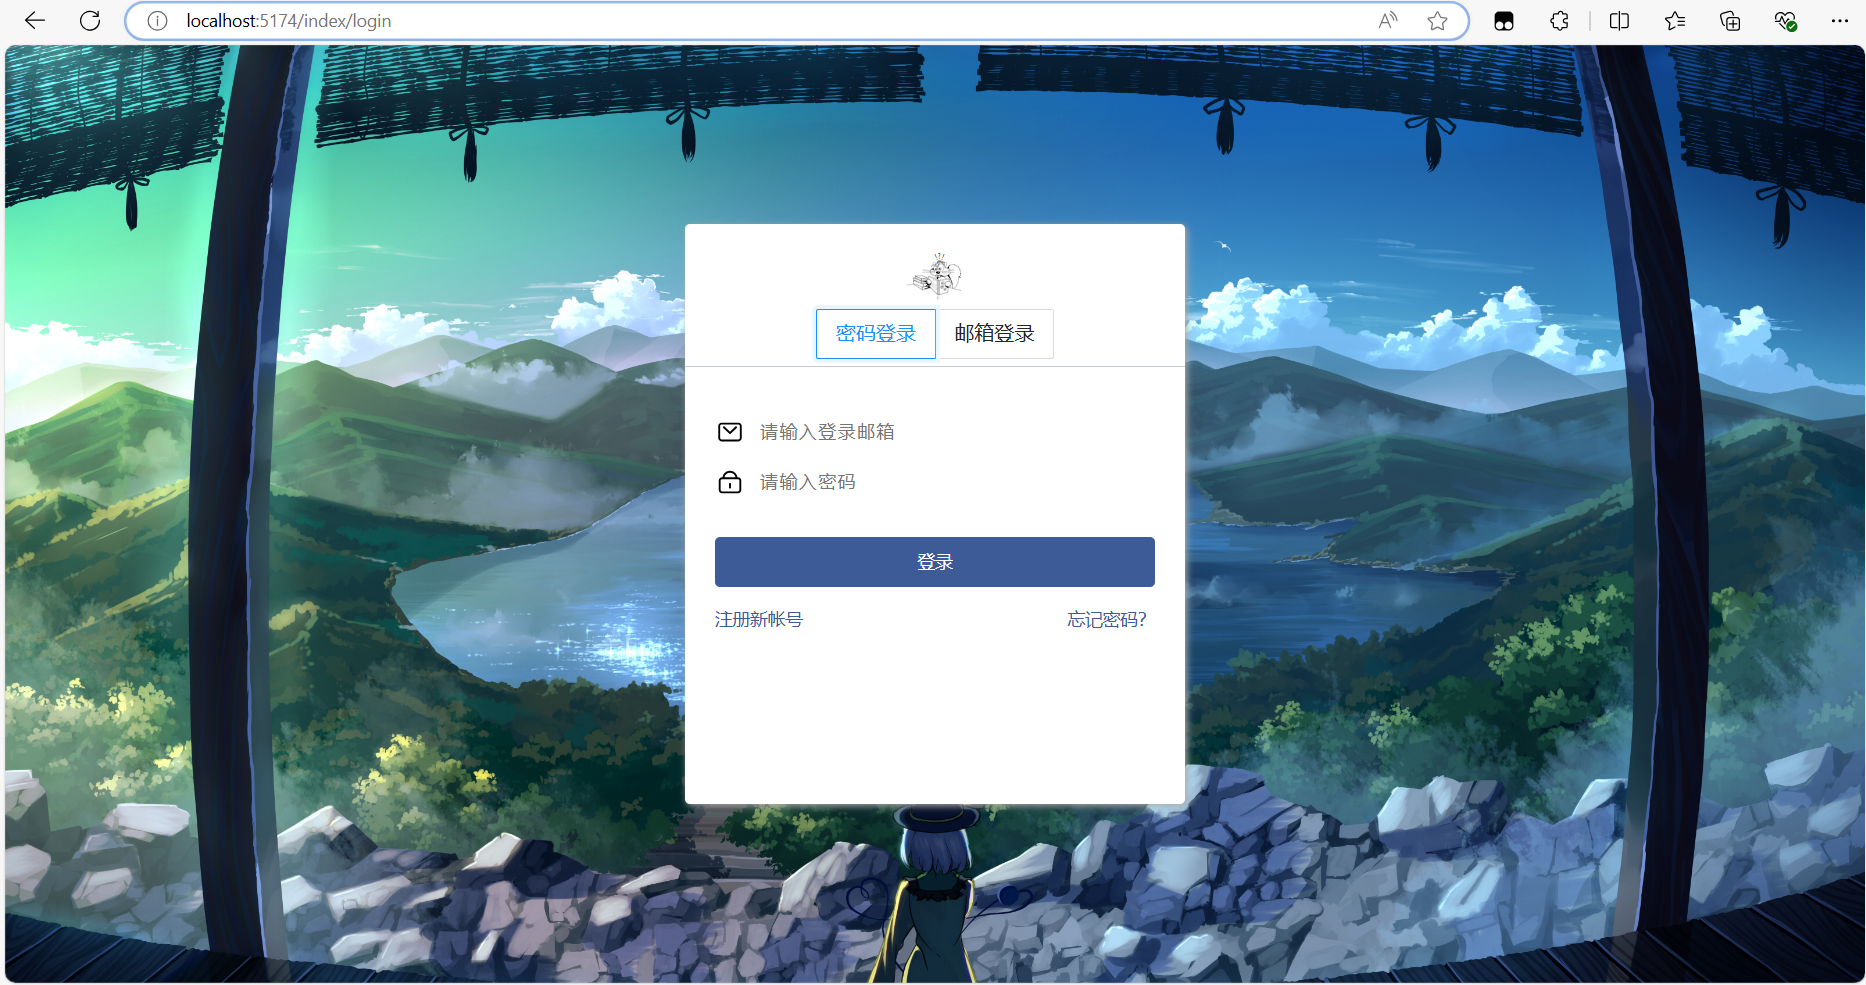 localhost:5174/index/login
密码登录 邮箱登录
请输入登录邮箱
请输入密码
登录
注册新帐号 忘记密码?